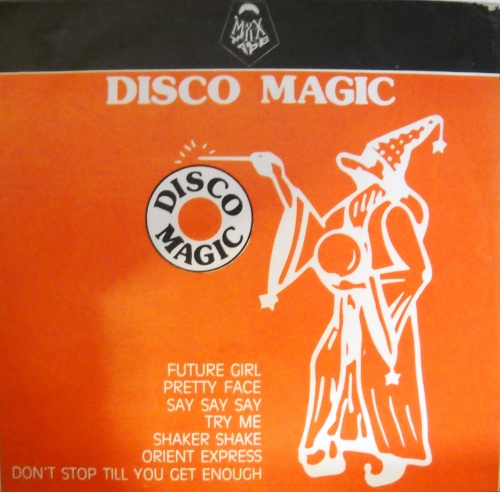 MIX
DISCO MAGIC
DISCO
MAGIC
FUTURE GIRL
PRETTY FACE
SAY SAY SAY
TRY ME
SHAKER SHAKE
ORIENT EXPRESS
DON'T STOP TILL YOU GET ENOUGH